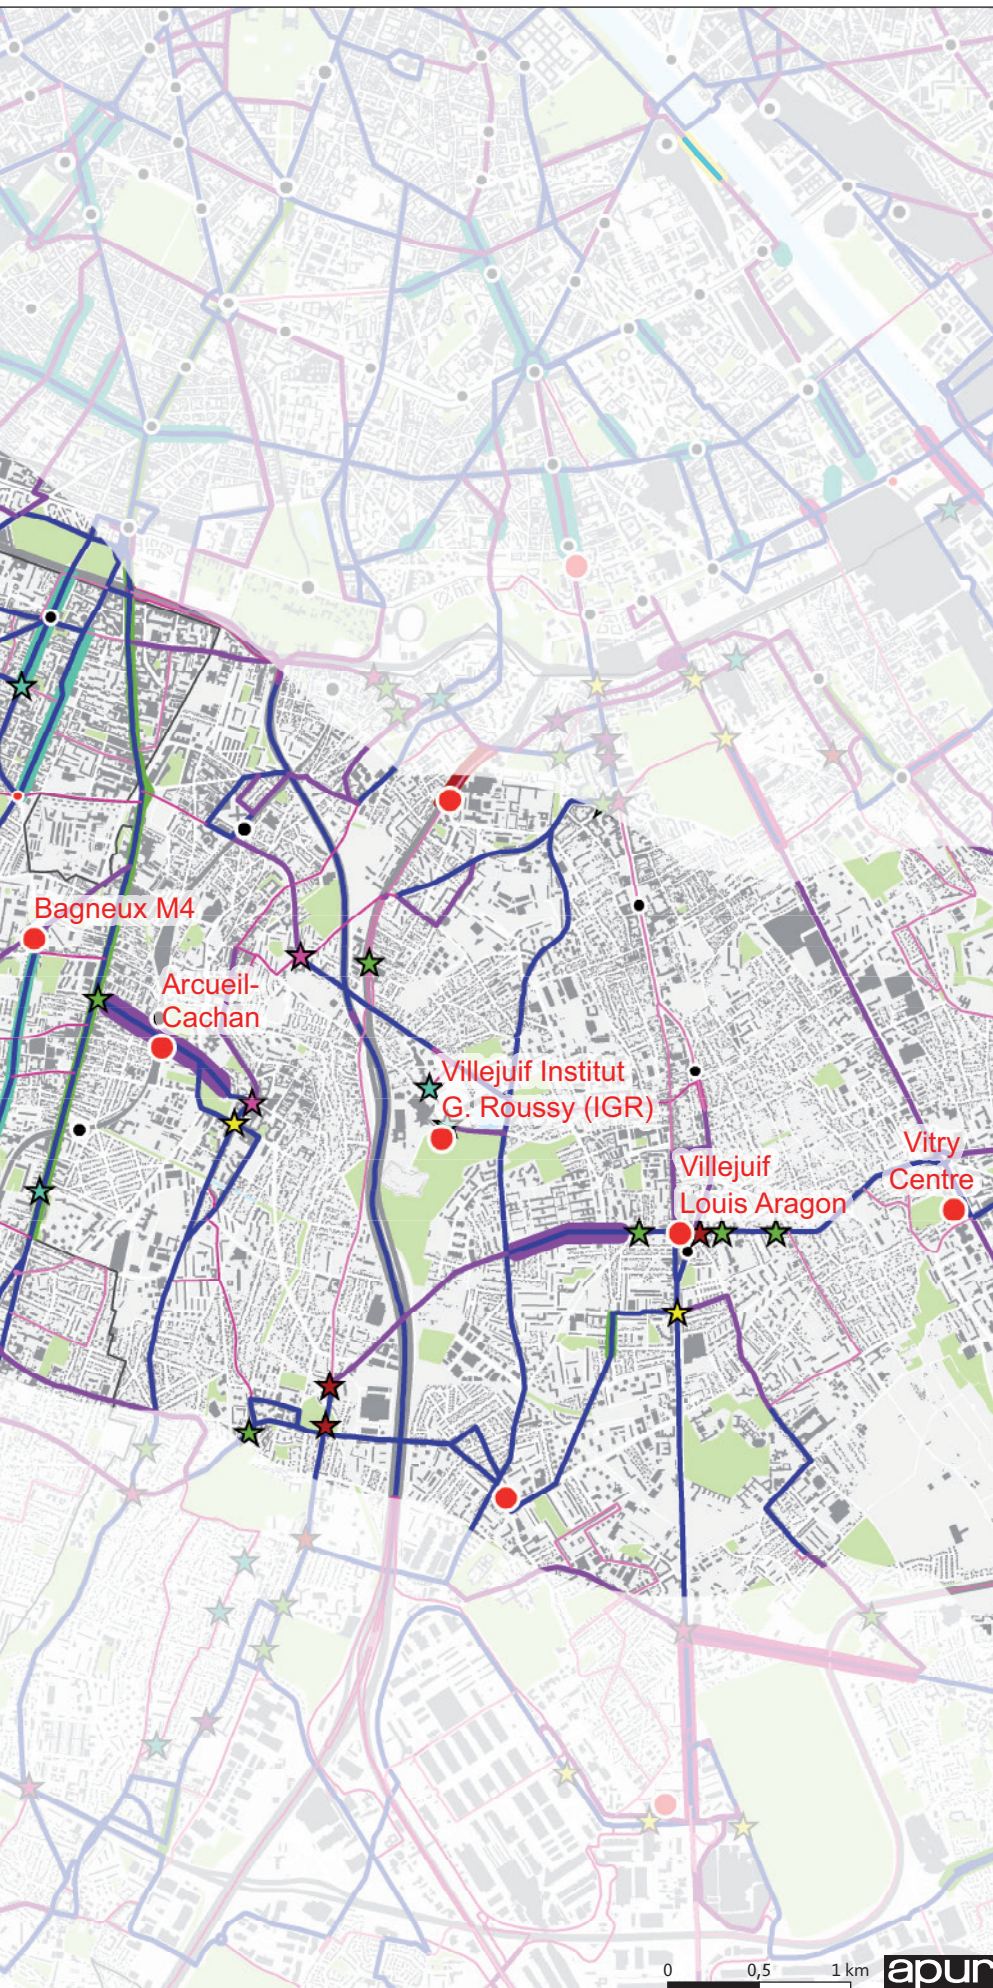 Bagneux M4
Arcueil-
Cachan
Villejuif Institut
G. Roussy (IGR)
Villejuif
Louis Aragon
Vitry
Centre
0 0,5 1 km
apur